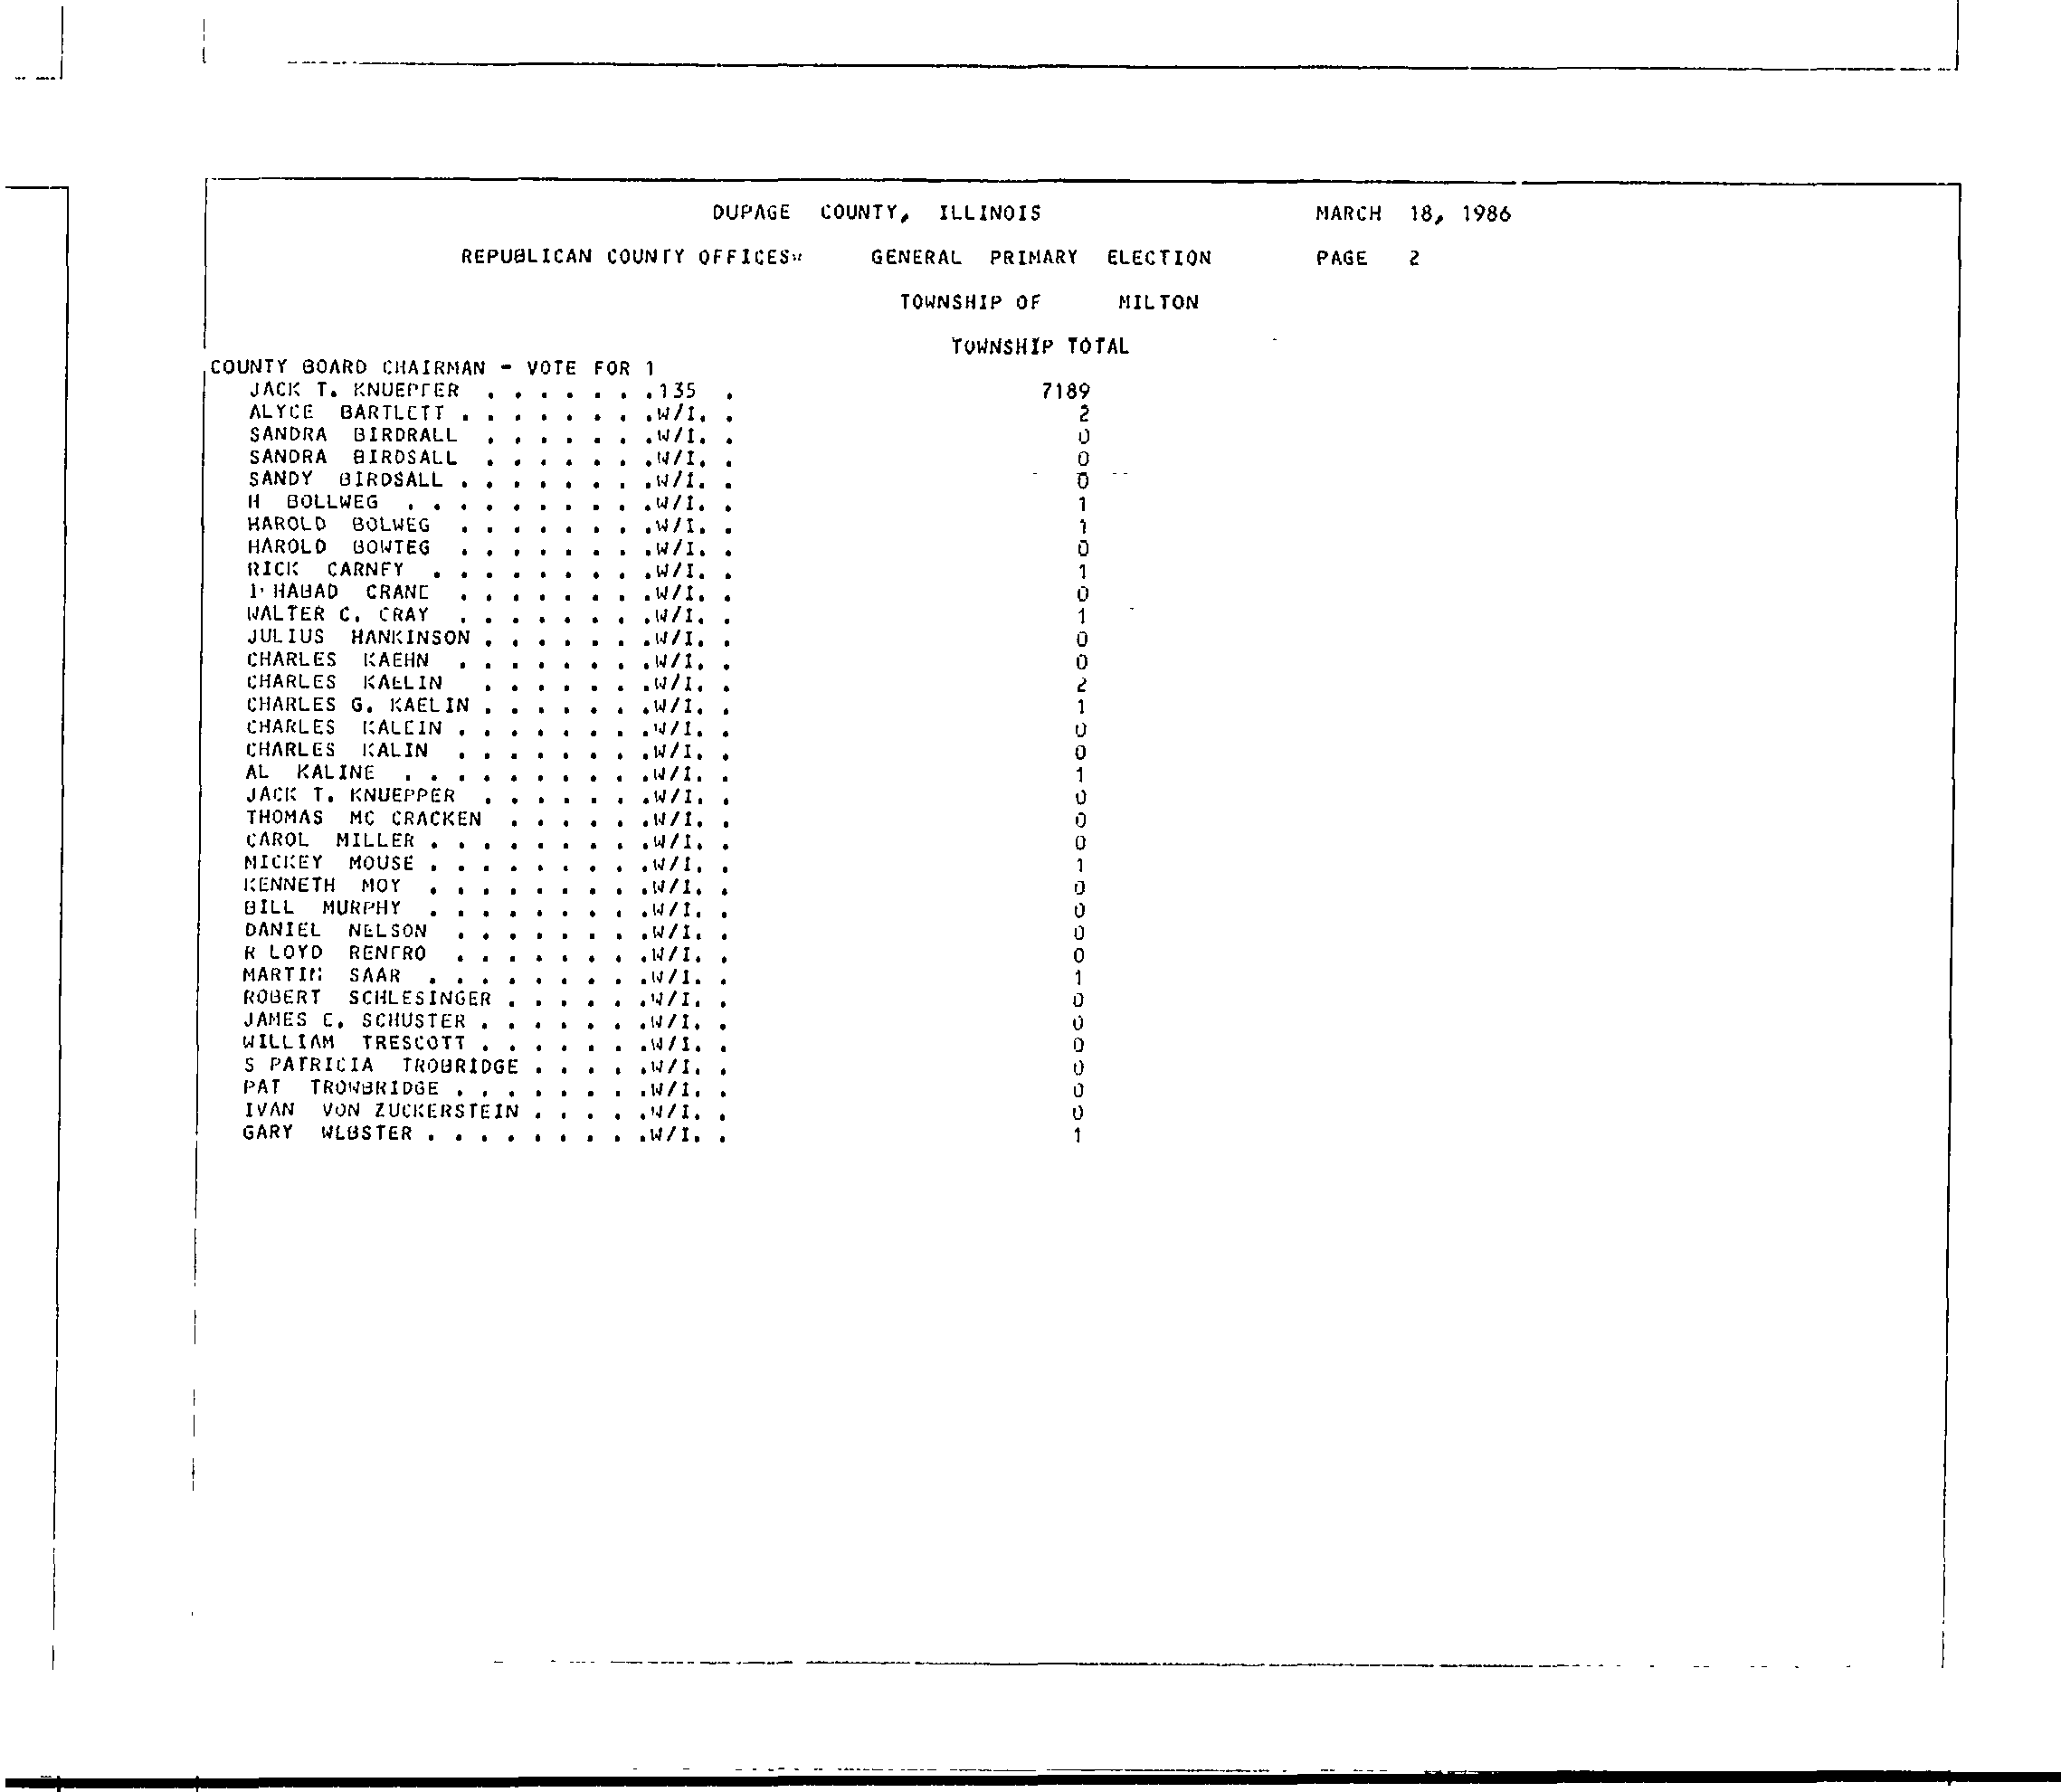 DUPAGE COUNTY, ILLINOIS MARCH 18, 1986
REPUBLICAN COUNTY OFFICES GENERAL PRIMARY ELECTION PAGE 2
TOWNSHIP OF MILTON
TOWNSHIP TOTAL
COUNTY BOARD CHAIRMAN - VOTE FOR 1
JACK T. KNUEPFER . . . . . . .135 . 7189
ALYCE BARTLETT . . . . . . . .W/I. . 2
SANDRA BIRDRALL . . . . . . .W/I. . 0
SANDRA BIRDSALL . . . . . . .W/I. . 0
SANDY BIRDSALL . . . . . . . .W/I. . 0
H BOLLWEG . . . . . . . . . .W/I. . 1
HAROLD BOLWEG . . . . . . . .W/I. . 1
HAROLD BOWTEG . . . . . . . .W/I. . 0
RICK CARNEY . . . . . . . . .W/I. . 1
HABAD CRANE . . . . . . . .W/I. . 0
WALTER C. CRAY . . . . . . . .W/I. . 1
JULIUS HANKINSON . . . . . . .W/I. . 0
CHARLES KAEHN . . . . . . . .W/I. . 0
CHARLES KAELIN . . . . . . .W/I. . 2
CHARLES G. KAELIN . . . . . . .W/I. . 1
CHARLES KALEIN . . . . . . . .W/I. . 0
CHARLES KALIN . . . . . . . .W/I. . 0
AL KALINE . . . . . . . . . .W/I. . 1
JACK T. KNUEPPER . . . . . . .W/I. . 0
THOMAS MC CRACKEN . . . . . .W/I. . 0
CAROL MILLER . . . . . . . . .W/I. . 0
MICKEY MOUSE . . . . . . . . .W/I. . 1
KENNETH MOY . . . . . . . . .W/I. . 0
BILL MURPHY . . . . . . . . .W/I. . 0
DANIEL NELSON . . . . . . . .W/I. . 0
R LOYD RENFRO . . . . . . . .W/I. . 0
MARTIN SAAR . . . . . . . . .W/I. . 1
ROBERT SCHLESINGER . . . . . .W/I. . 0
JAMES E. SCHUSTER . . . . . . .W/I. . 0
WILLIAM TRESCOTT . . . . . . .W/I. . 0
S PATRICIA TROBRIDGE . . . . .W/I. . 0
PAT TROWBRIDGE . . . . . . . .W/I. . 0
IVAN VON ZUCKERSTEIN . . . . .W/I. . 0
GARY WEBSTER . . . . . . . . .W/I. . 1